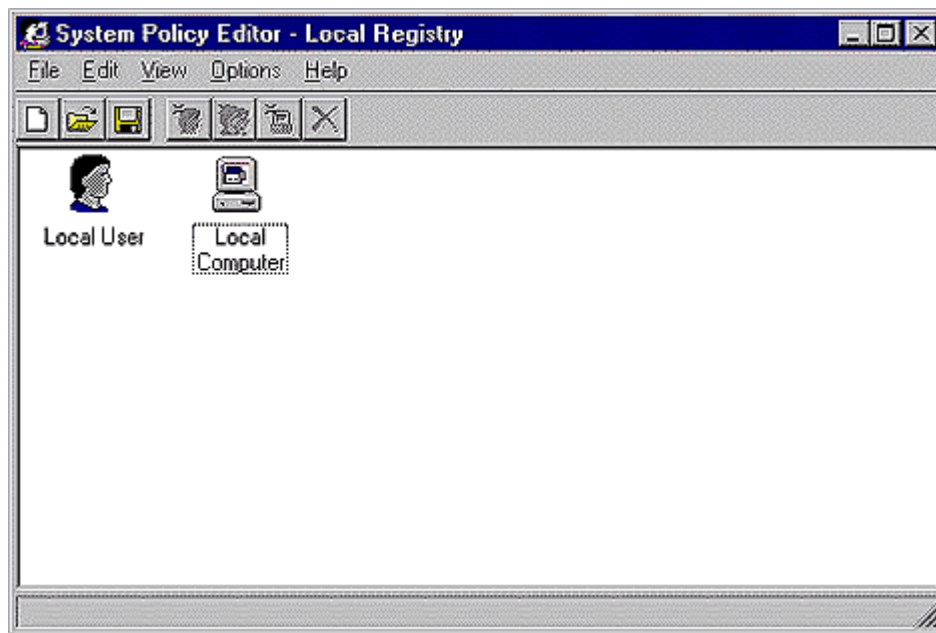 System Policy Editor - Local Registry
File Edit View Options Help
Local User
Local
Computer